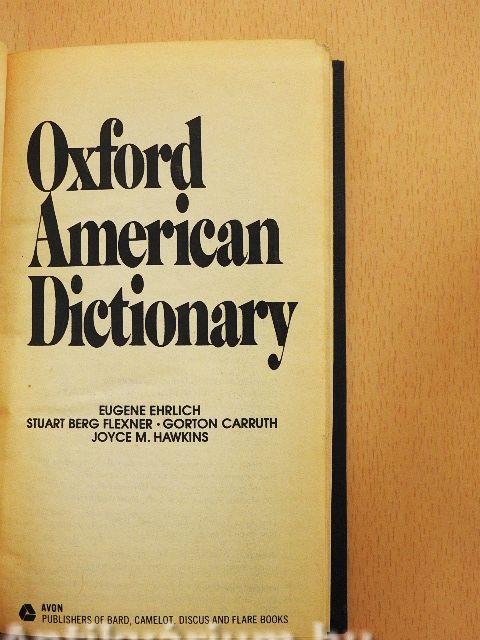 Oxford
American
Dictionary
EUGENE EHRLICH
STUART BERG FLEXNER • GORTON CARRUTH
JOYCE M. HAWKINS
AVON
PUBLISHERS OF BARD, CAMELOT, DISCUS AND FLARE BOOKS